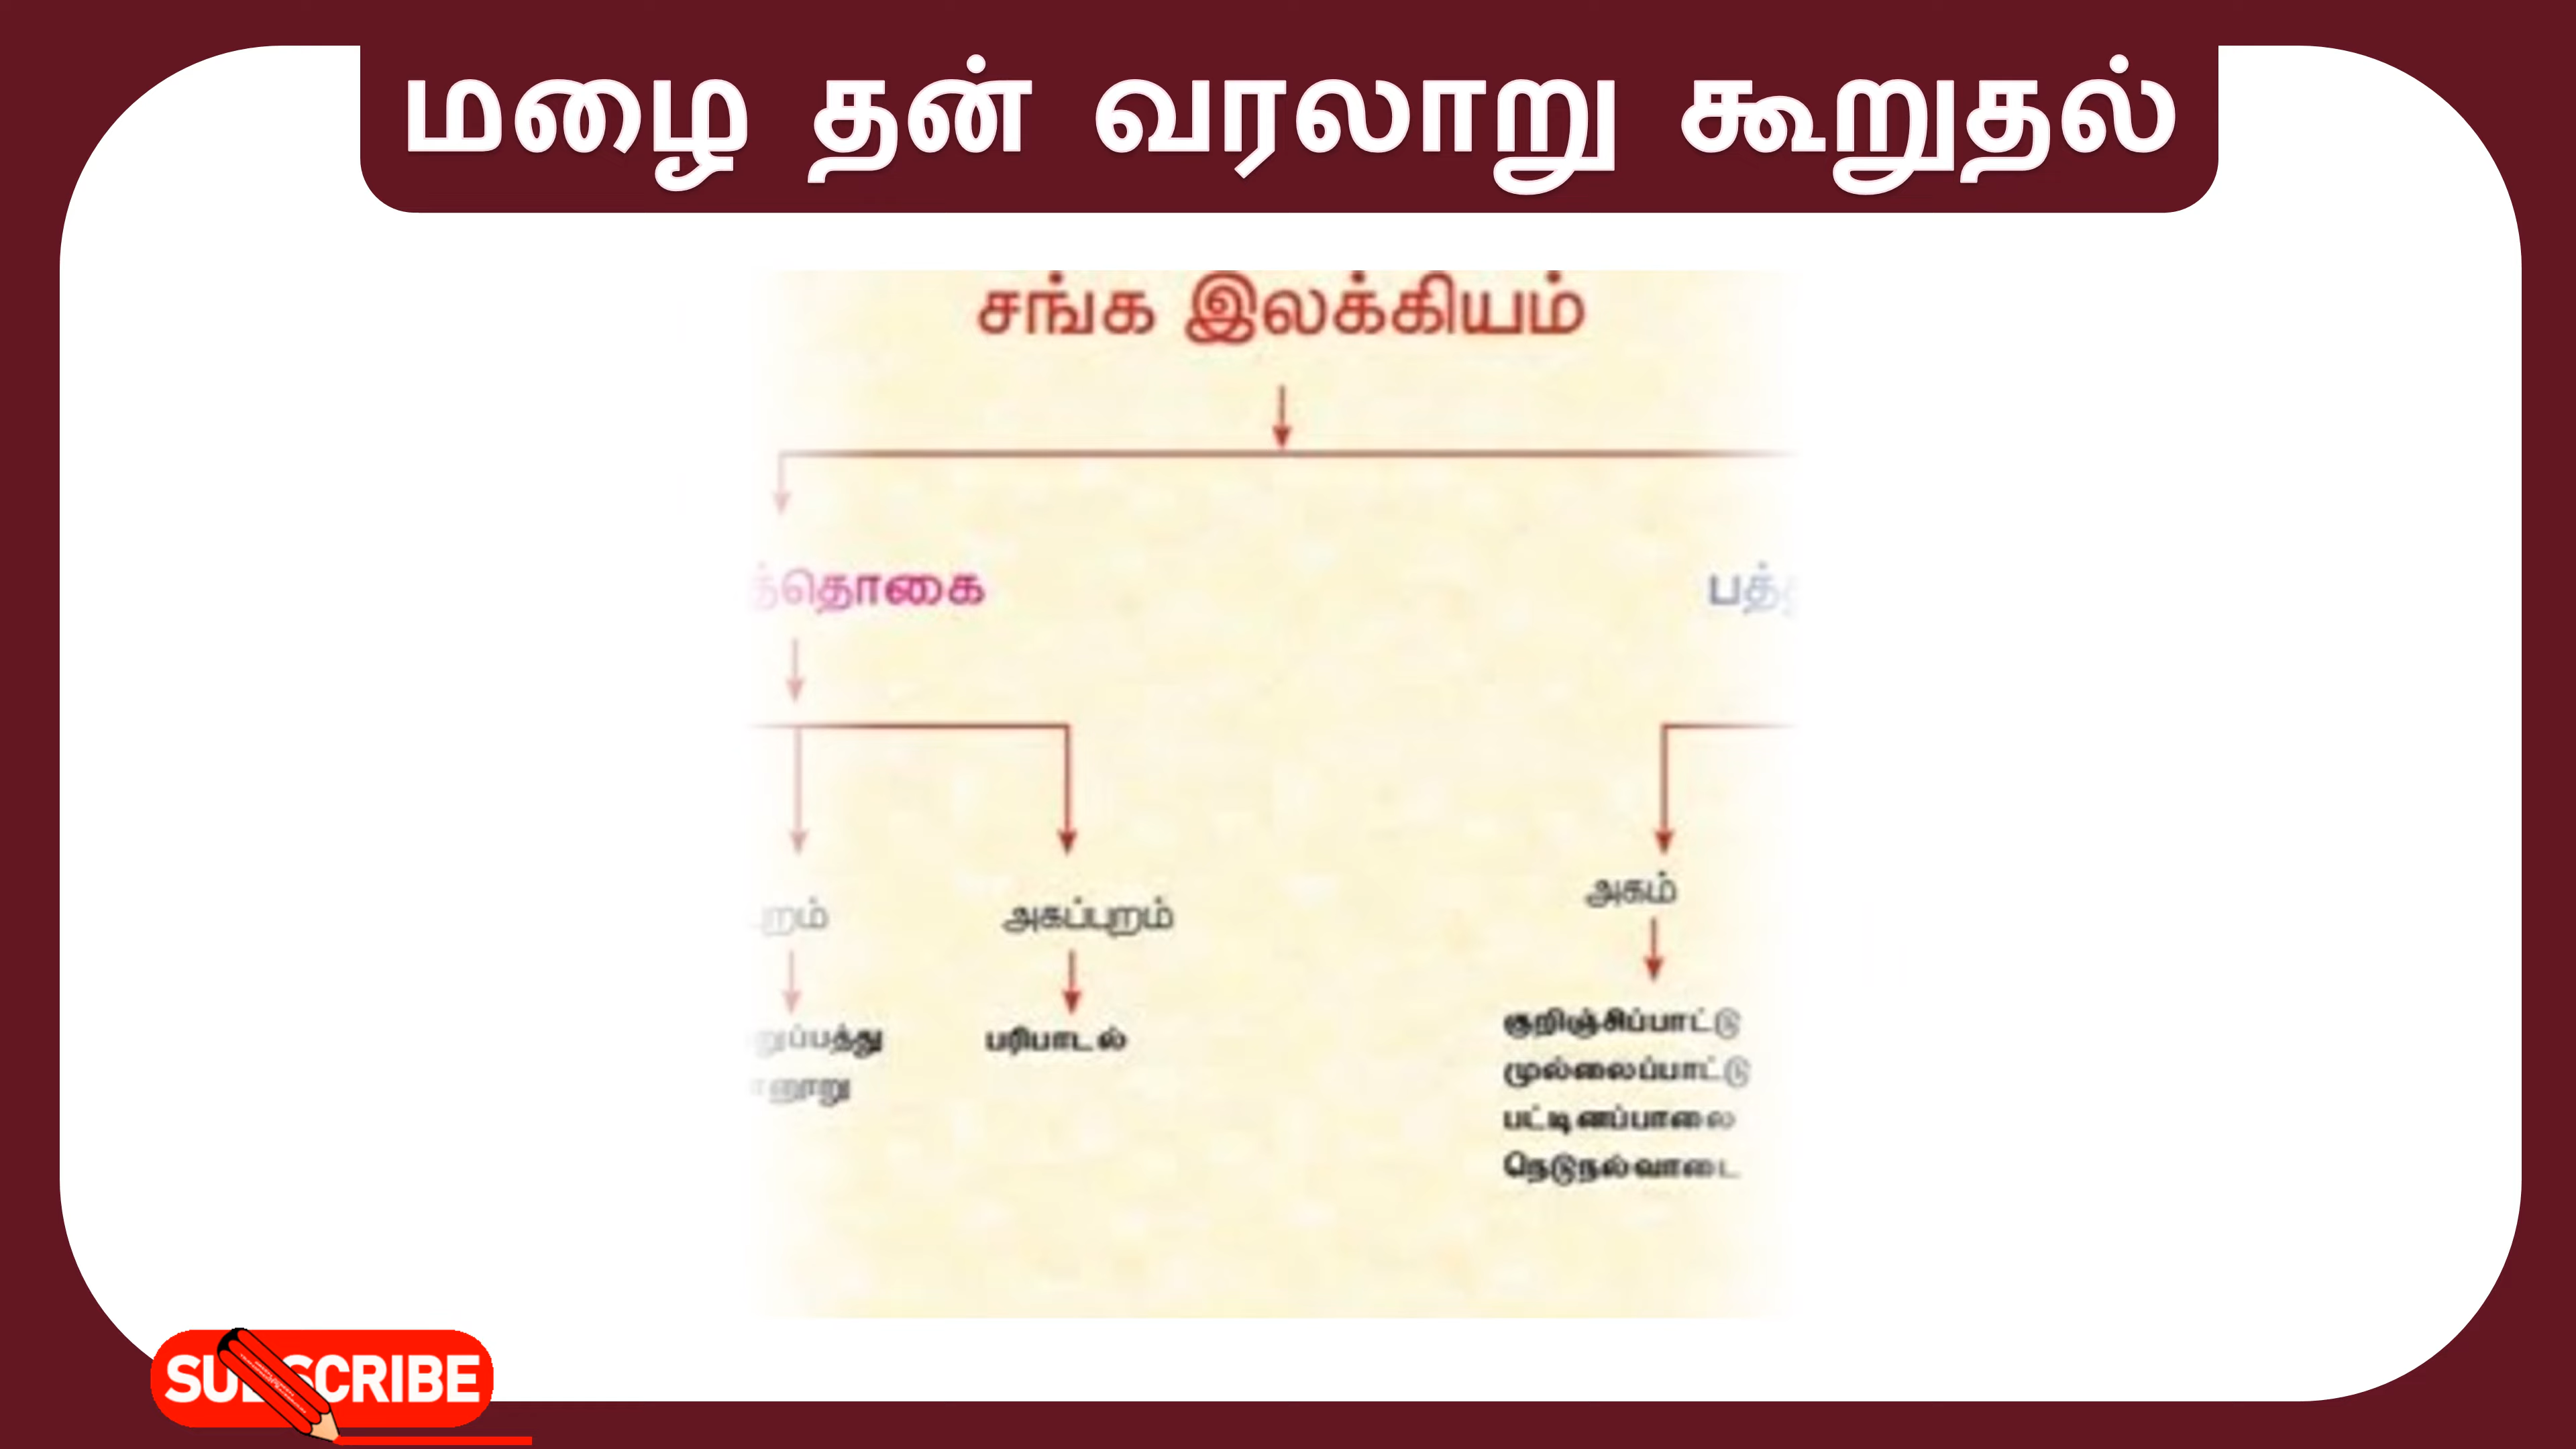 மழை தன் வரலாறு கூறுதல்
சங்க இலக்கியம்
அகம்
அகப்புறம்
குறிஞ்சிப்பாட்டு
பரிபாடல்
முல்லைப்பாட்டு
பட்டினப்பாலை
நெடுநல்வாடை
SUBSCRIBE